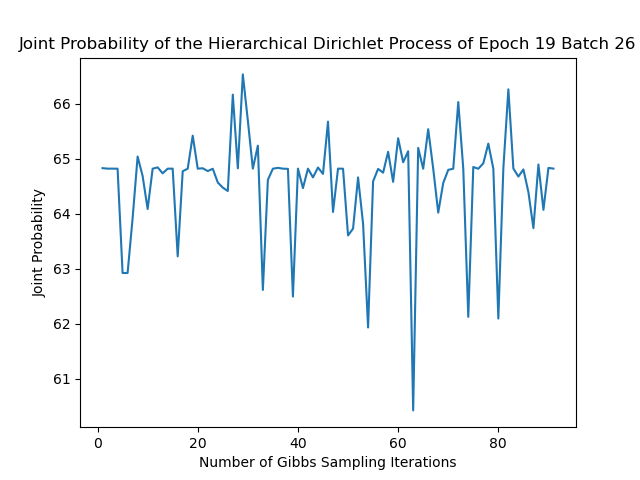 Joint Probability of the Hierarchical Dirichlet Process of Epoch 19 Batch 26
66
65
64
63
62
61
Joint Probability
0 20 40 60 80
Number of Gibbs Sampling Iterations